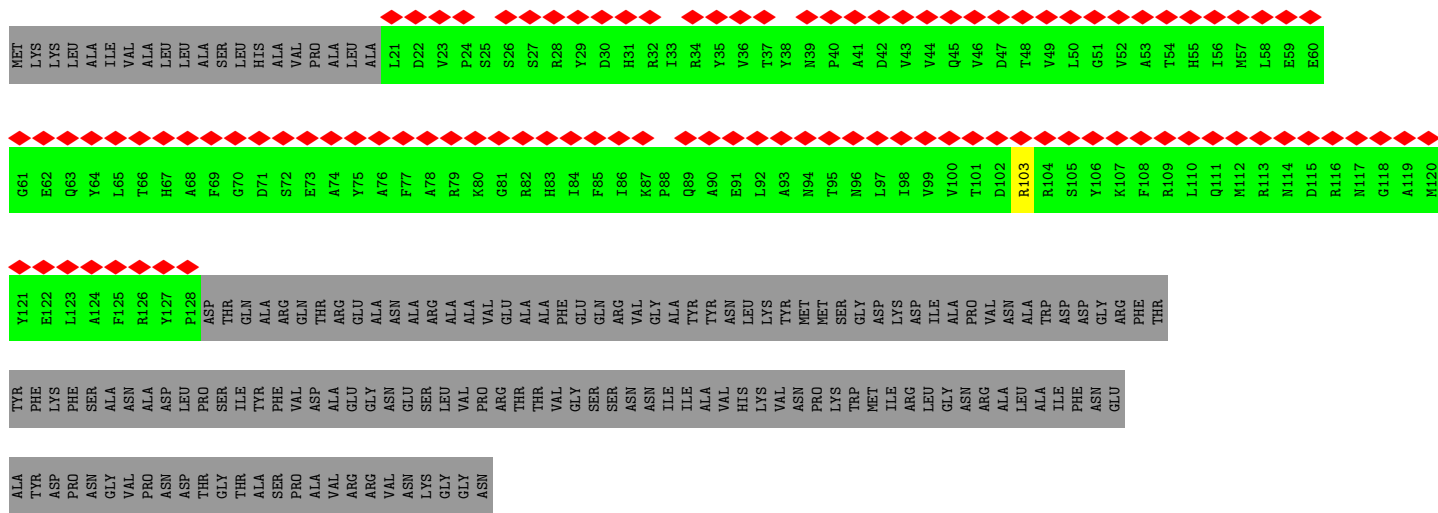 MET LYS LYS LEU ALA ILE VAL ALA LEU LEU ALA SER LEU HIS ALA VAL PRO ALA LEU ALA L21 D22 V23 P24 S25 S26 S27 R28 Y29 D30 H31 R32 I33 R34 Y35 V36 T37 Y38 N39 P40 A41 D42 V43 V44 Q45 V46 D47 T48 V49 L50 G51 V52 A53 T54 H55 I56 M57 L58 E59 E60
G61 E62 Q63 Y64 L65 T66 H67 A68 F69 G70 D71 S72 E73 A74 Y75 A76 F77 A78 R79 K80 G81 R82 H83 I84 F85 I86 K87 P88 Q89 A90 E91 L92 A93 N94 T95 N96 L97 I98 V99 V100 T101 D102 R103 R104 S105 Y106 K107 F108 R109 L110 Q111 M112 R113 N114 D115 R116 N117 G118 A119 M120
Y121 E122 L123 A124 F125 R126 Y127 P128 ASP THR GLN ALA ARG GLN THR ARG GLU ALA ASN ALA ARG ALA ALA VAL GLU ALA ALA PHE GLU GLN ARG VAL GLY ALA TYR TYR ASN LEU LYS TYR MET MET SER GLY ASP LYS ASP ILE ALA PRO VAL ASN ALA TRP ASP ASP GLY ARG PHE THR
TYR PHE LYS PHE SER ALA ASN ALA ASP LEU PRO SER ILE TYR PHE VAL ASP ALA GLU GLY ASN GLU SER LEU VAL PRO ARG THR THR VAL GLY SER SER ASN ASN ILE ILE ALA VAL HIS LYS VAL ASN PRO LYS TRP MET ILE ARG LEU GLY ASN ARG ALA LEU ALA ILE PHE ASN GLU
ALA TYR ASP PRO ASN GLY VAL PRO ASN ASP THR GLY THR ALA SER PRO ALA VAL ARG ARG VAL ASN LYS GLY GLY ASN